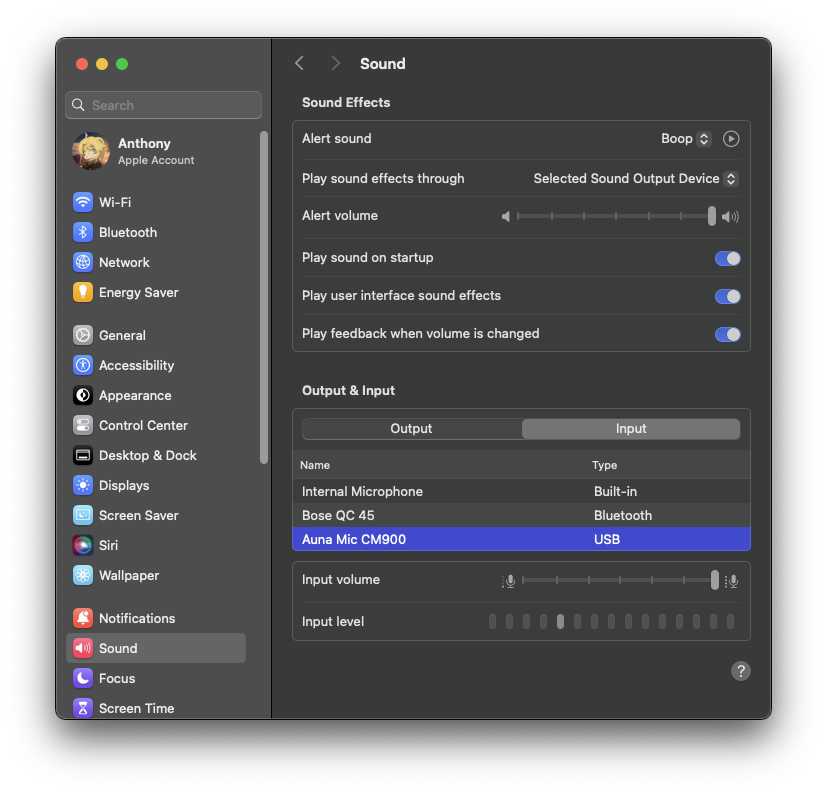 Search
Anthony
Apple Account
Wi-Fi
Bluetooth
Network
Energy Saver
General
Accessibility
Appearance
Control Center
Desktop & Dock
Displays
Screen Saver
Siri
Wallpaper
Notifications
Sound
Focus
Screen Time
Sound
Sound Effects
Alert sound Boop
Play sound effects through Selected Sound Output Device
Alert volume
Play sound on startup
Play user interface sound effects
Play feedback when volume is changed
Output & Input
Output Input
Name Type
Internal Microphone Built-in
Bose QC 45 Bluetooth
Auna Mic CM900 USB
Input volume
Input level
?